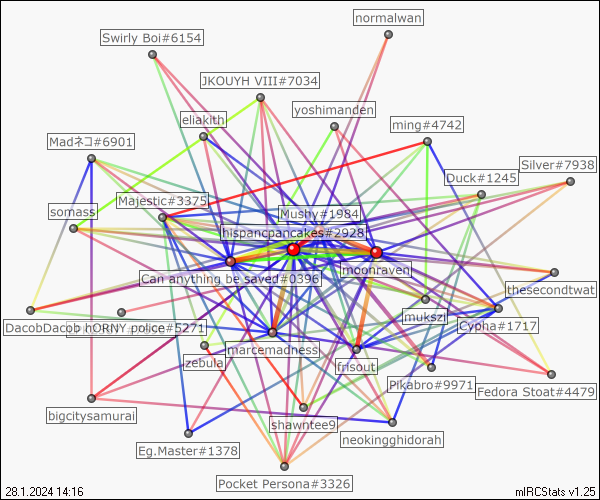 normalwan
Swirly Boi#6154
JKOUYH VIII#7034
yoshimanden
eliakith
ming#4742
Madネコ#6901
Silver#7938
Duck#1245
Majestic#3375
somass
Mushy#1984
hispancpancakes#2928
moonraven
Can anything be saved#0396
thesecondtwat
mukszi
DacobDacob
hORNY police#5271
Cypha#1717
marcemadness
zebula
frisout
Pikabro#9971
Fedora Stoat#4479
bigcitysamurai
shawntee9
neokingghidorah
Eg.Master#1378
Pocket Persona#3326
28.1.2024 14:16
mIRCStats v1.25